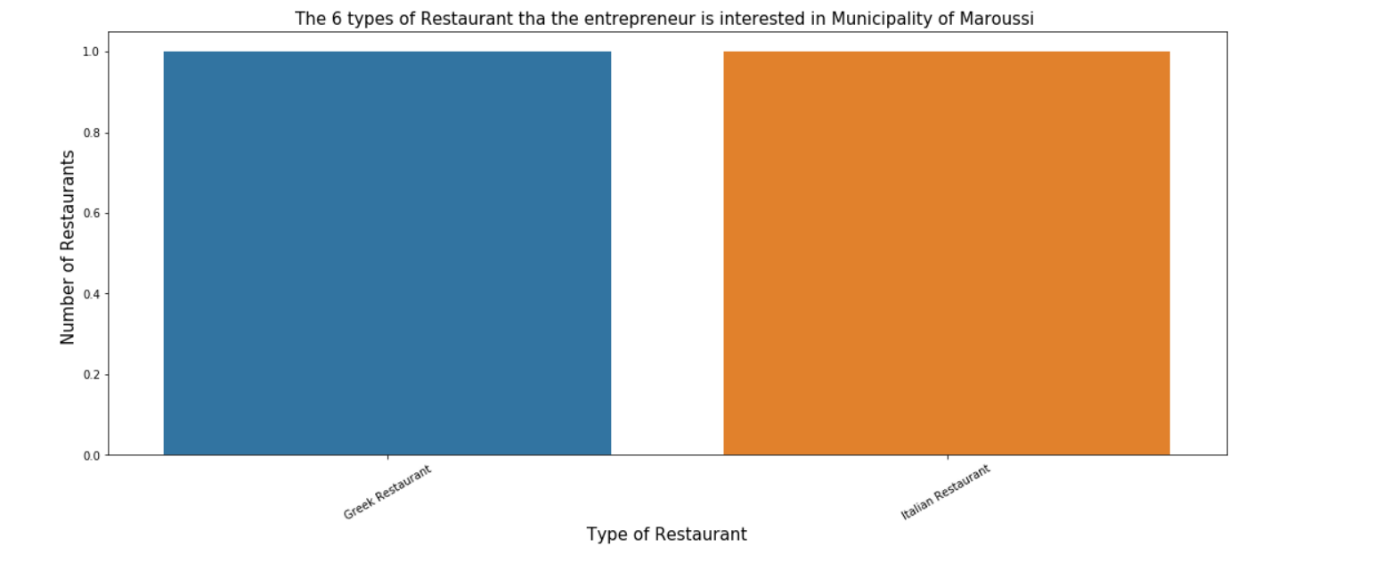 The 6 types of Restaurant tha the entrepreneur is interested in Municipality of Maroussi
1.0
0.8
0.6
0.4
0.2
0.0
Number of Restaurants
Greek Restaurant
Italian Restaurant
Type of Restaurant